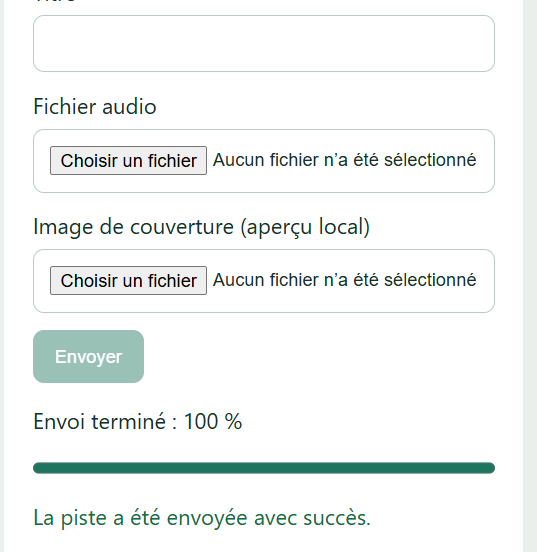 Fichier audio
Choisir un fichier Aucun fichier n’a été sélectionné
Image de couverture (aperçu local)
Choisir un fichier Aucun fichier n’a été sélectionné
Envoyer
Envoi terminé : 100 %
La piste a été envoyée avec succès.